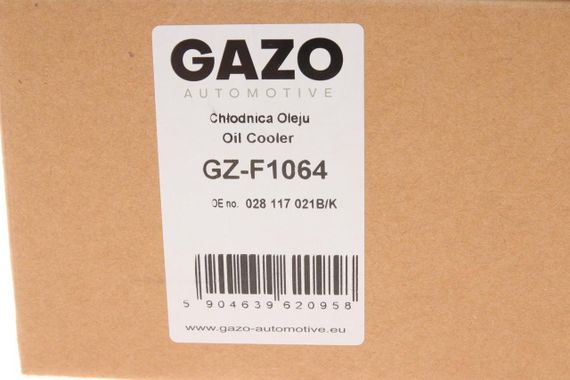 GAZO
AUTOMOTIVE
Chłodnica Oleju
Oil Cooler
GZ-F1064
OE no. 028 117 021B/K
5 904639 620958
www.gazo-automotive.eu